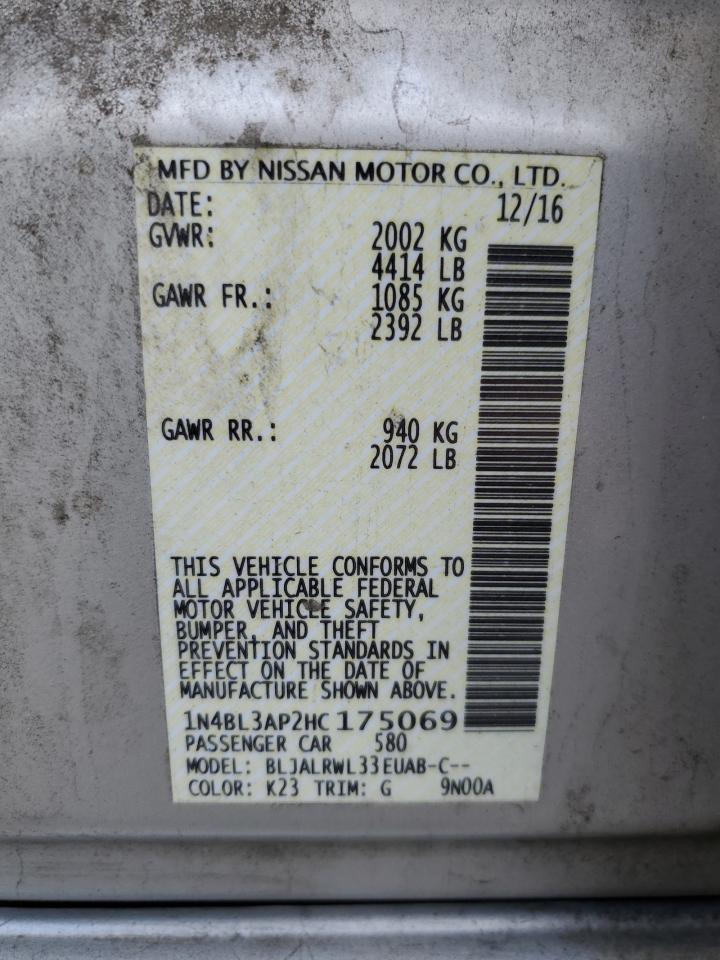 MFD BY NISSAN MOTOR CO., LTD.
DATE: 12/16
GVWR: 2002 KG
4414 LB
GAWR FR.: 1085 KG
2392 LB
GAWR RR.: 940 KG
2072 LB
THIS VEHICLE CONFORMS TO
ALL APPLICABLE FEDERAL
MOTOR VEHICLE SAFETY,
BUMPER, AND THEFT
PREVENTION STANDARDS IN
EFFECT ON THE DATE OF
MANUFACTURE SHOWN ABOVE.
1N4BL3AP2HC175069
PASSENGER CAR 580
MODEL: BLJALRWL33EUAB-C--
COLOR: K23 TRIM: G 9N00A